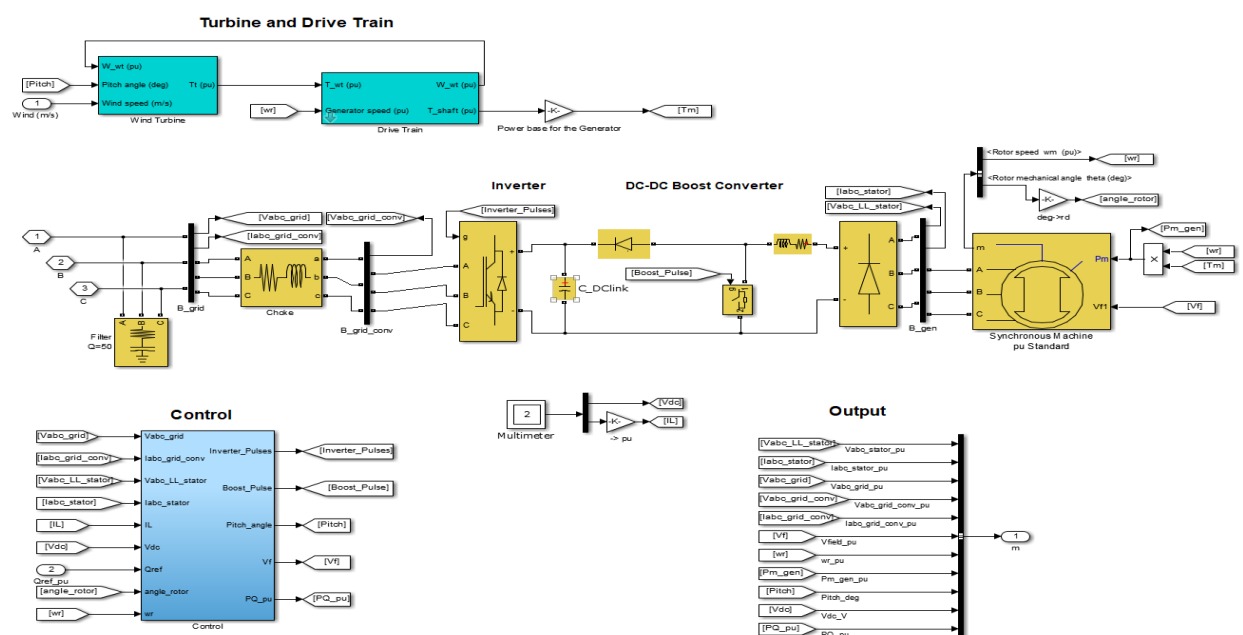 Turbine and Drive Train
W_wt (pu)
[Pitch]
Pitch angle (deg)
Tt (pu)
1
Wind speed (m/s)
Wind (m/s)
Wind Turbine
T_wt (pu)
W_wt (pu)
[wr]
Generator speed (pu)
T_shaft (pu)
Drive Train
-K-
Power base for the Generator
[Tm]
Inverter
DC-DC Boost Converter
<Rotor speed wm (pu)>
[wr]
<Rotor mechanical angle theta (deg)>
-K-
deg->rd
[angle_rotor]
[Iabc_stator]
[Vabc_LL_stator]
[Vabc_grid]
[Vabc_grid_conv]
[Inverter_Pulses]
[Iabc_grid_conv]
[Pm_gen]
1
A
2
B
3
C
A
B
C
Filter
Q=50
B_grid
A
B
C
a
b
c
Choke
B_grid_conv
g
A
B
C
+
-
C_DClink
[Boost_Pulse]
g
+
-
A
B
C
B_gen
m
A
B
C
Pm
Vf1
Synchronous Machine
pu Standard
X
[wr]
[Tm]
[Vf]
Control
[Vabc_grid]
Vabc_grid
[Iabc_grid_conv]
Iabc_grid_conv
[Vabc_LL_stator]
Vabc_LL_stator
[Iabc_stator]
Iabc_stator
[IL]
IL
[Vdc]
Vdc
2
Qref_pu
Qref
[angle_rotor]
angle_rotor
[wr]
wr
Inverter_Pulses
[Inverter_Pulses]
Boost_Pulse
[Boost_Pulse]
Pitch_angle
[Pitch]
Vf
[Vf]
PQ_pu
[PQ_pu]
Control
2
Multimeter
[Vdc]
-K-
-> pu
[IL]
Output
[Vabc_LL_stator]
Vabc_stator_pu
[Iabc_stator]
Iabc_stator_pu
[Vabc_grid]
Vabc_grid_pu
[Vabc_grid_conv]
Vabc_grid_conv_pu
[Iabc_grid_conv]
Iabc_grid_conv_pu
[Vf]
Vfield_pu
[wr]
wr_pu
[Pm_gen]
Pm_gen_pu
[Pitch]
Pitch_deg
[Vdc]
Vdc_V
[PQ_pu]
PQ_pu
1
m